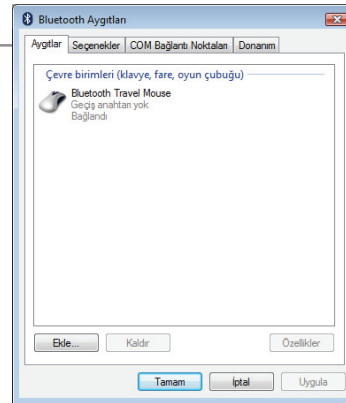 Bluetooth Aygıtları
Aygıtlar Seçenekler COM Bağlantı Noktaları Donanım
Çevre birimleri (klavye, fare, oyun çubuğu)
Bluetooth Travel Mouse
Geçiş anahtarı yok
Bağlandı
Ekle... Kaldır Özellikler
Tamam İptal Uygula